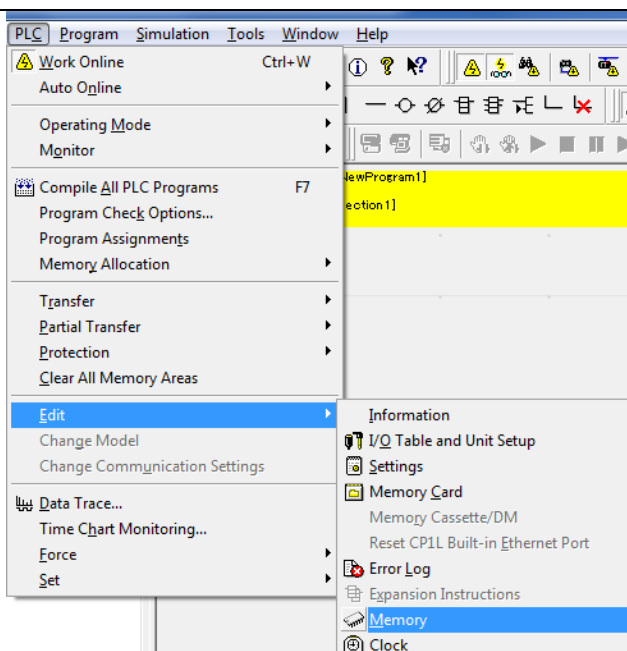 PLC Program Simulation Tools Window Help
Work Online Ctrl+W
Auto Online
Operating Mode
Monitor
Compile All PLC Programs F7
Program Check Options...
Program Assignments
Memory Allocation
Transfer
Partial Transfer
Protection
Clear All Memory Areas
Edit
Change Model
Change Communication Settings
Data Trace...
Time Chart Monitoring...
Force
Set
NewProgram1]
ection1]
Information
I/O Table and Unit Setup
Settings
Memory Card
Memory Cassette/DM
Reset CP1L Built-in Ethernet Port
Error Log
Expansion Instructions
Memory
Clock